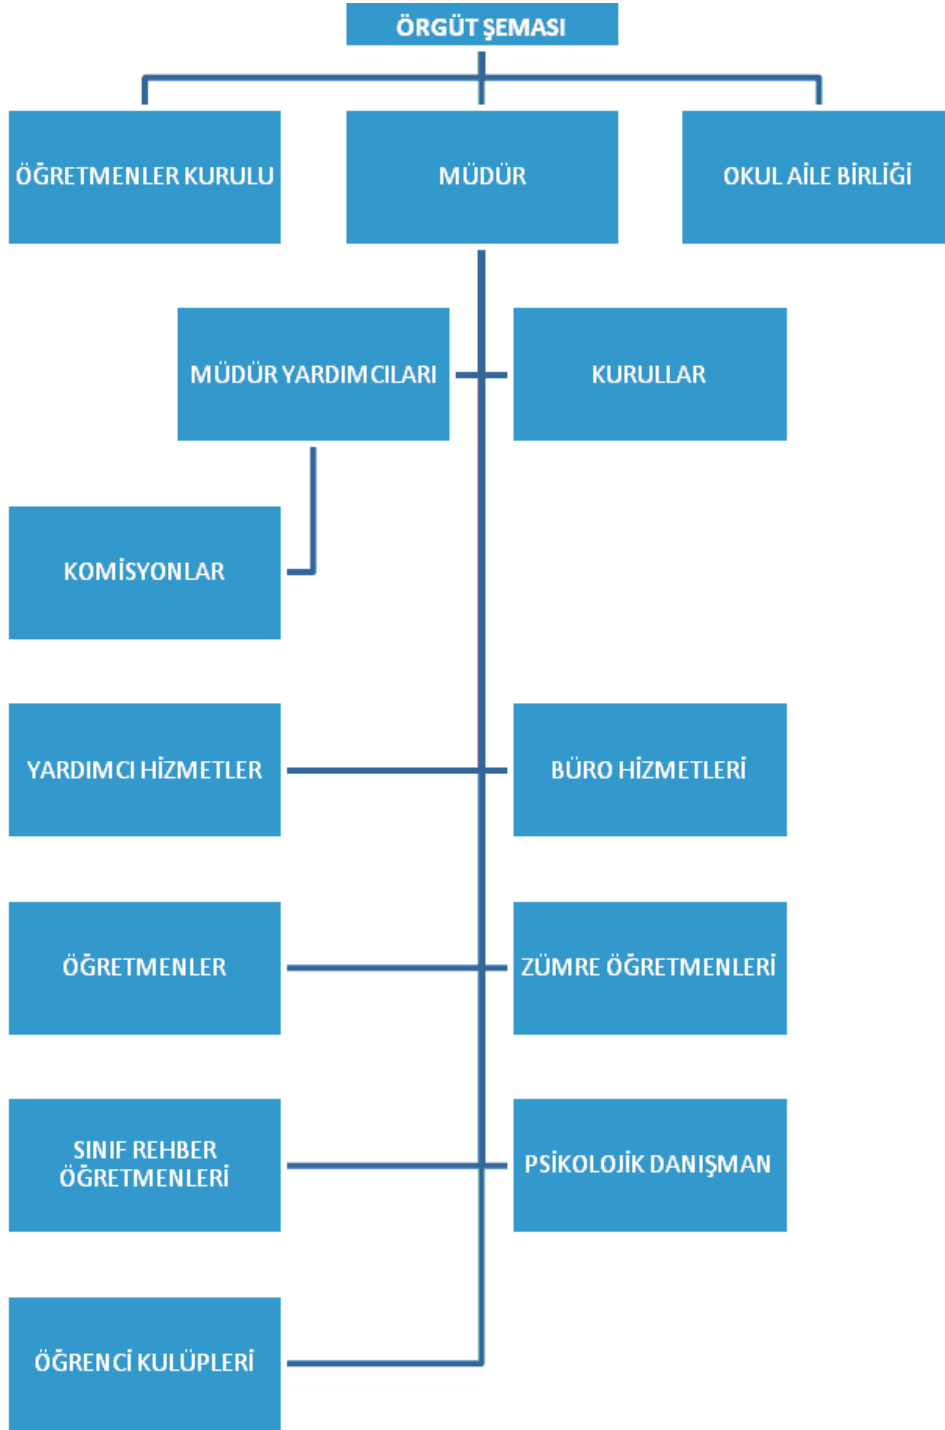 ÖRGÜT ŞEMASI
ÖĞRETMENLER KURULU
MÜDÜR
OKUL AİLE BİRLİĞİ
MÜDÜR YARDIMCILARI
KURULLAR
KOMİSYONLAR
YARDIMCI HİZMETLER
BÜRO HİZMETLERİ
ÖĞRETMENLER
ZÜMRE ÖĞRETMENLERİ
SINIF REHBER
ÖĞRETMENLERİ
PSİKOLOJİK DANIŞMAN
ÖĞRENCİ KULÜPLERİ